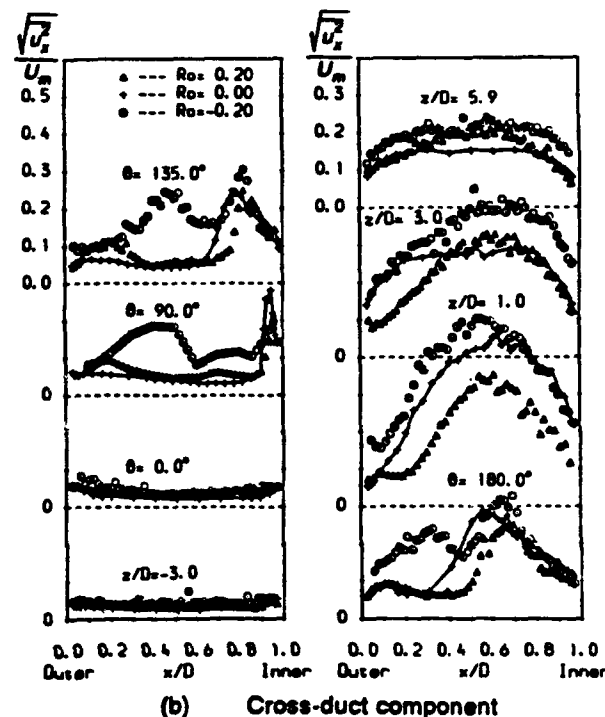 √u²ₓ
Uₘ
0.5
0.4
0.3
0.2
0.1
0.0
0
0
0
▲ --- Ro= 0.20
+ --- Ro= 0.00
● --- Ro=-0.20
θ= 135.0°
θ= 90.0°
θ= 0.0°
z/D=-3.0
0.0 0.2 0.4 0.6 0.8 1.0
Outer x/D Inner
√u²ₓ
Uₘ
0.3
0.2
0.1
0.0
0
0
0
z/D= 5.9
z/D= 3.0
z/D= 1.0
θ= 180.0°
0.0 0.2 0.4 0.6 0.8 1.0
Outer x/D Inner
(b) Cross-duct component